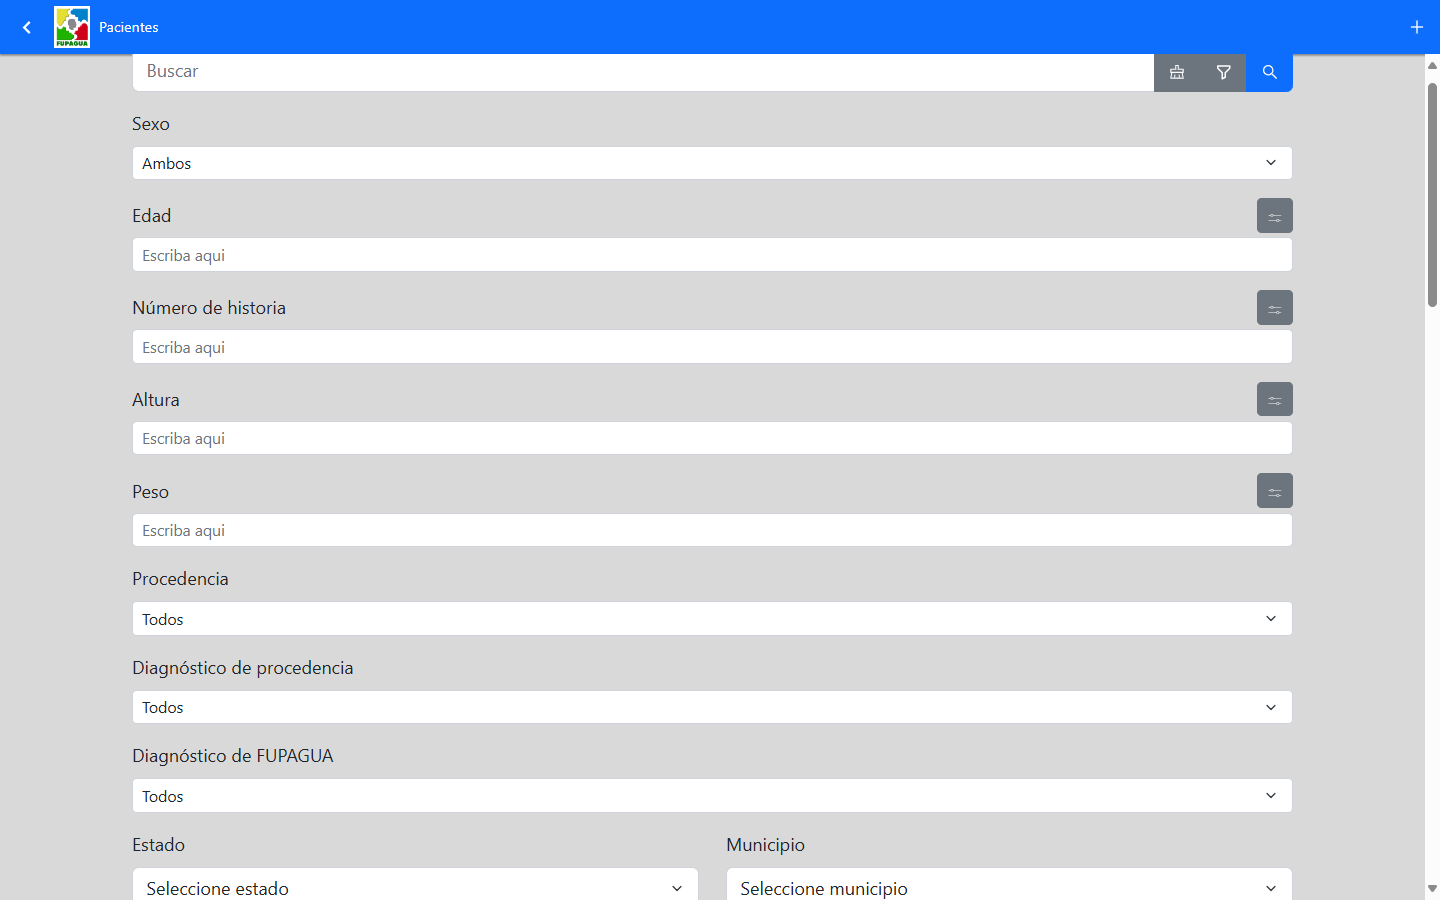 FUPAGUA
Pacientes
Buscar
Sexo
Ambos
Edad
Escriba aqui
Número de historia
Escriba aqui
Altura
Escriba aqui
Peso
Escriba aqui
Procedencia
Todos
Diagnóstico de procedencia
Todos
Diagnóstico de FUPAGUA
Todos
Estado
Municipio
Seleccione estado
Seleccione municipio